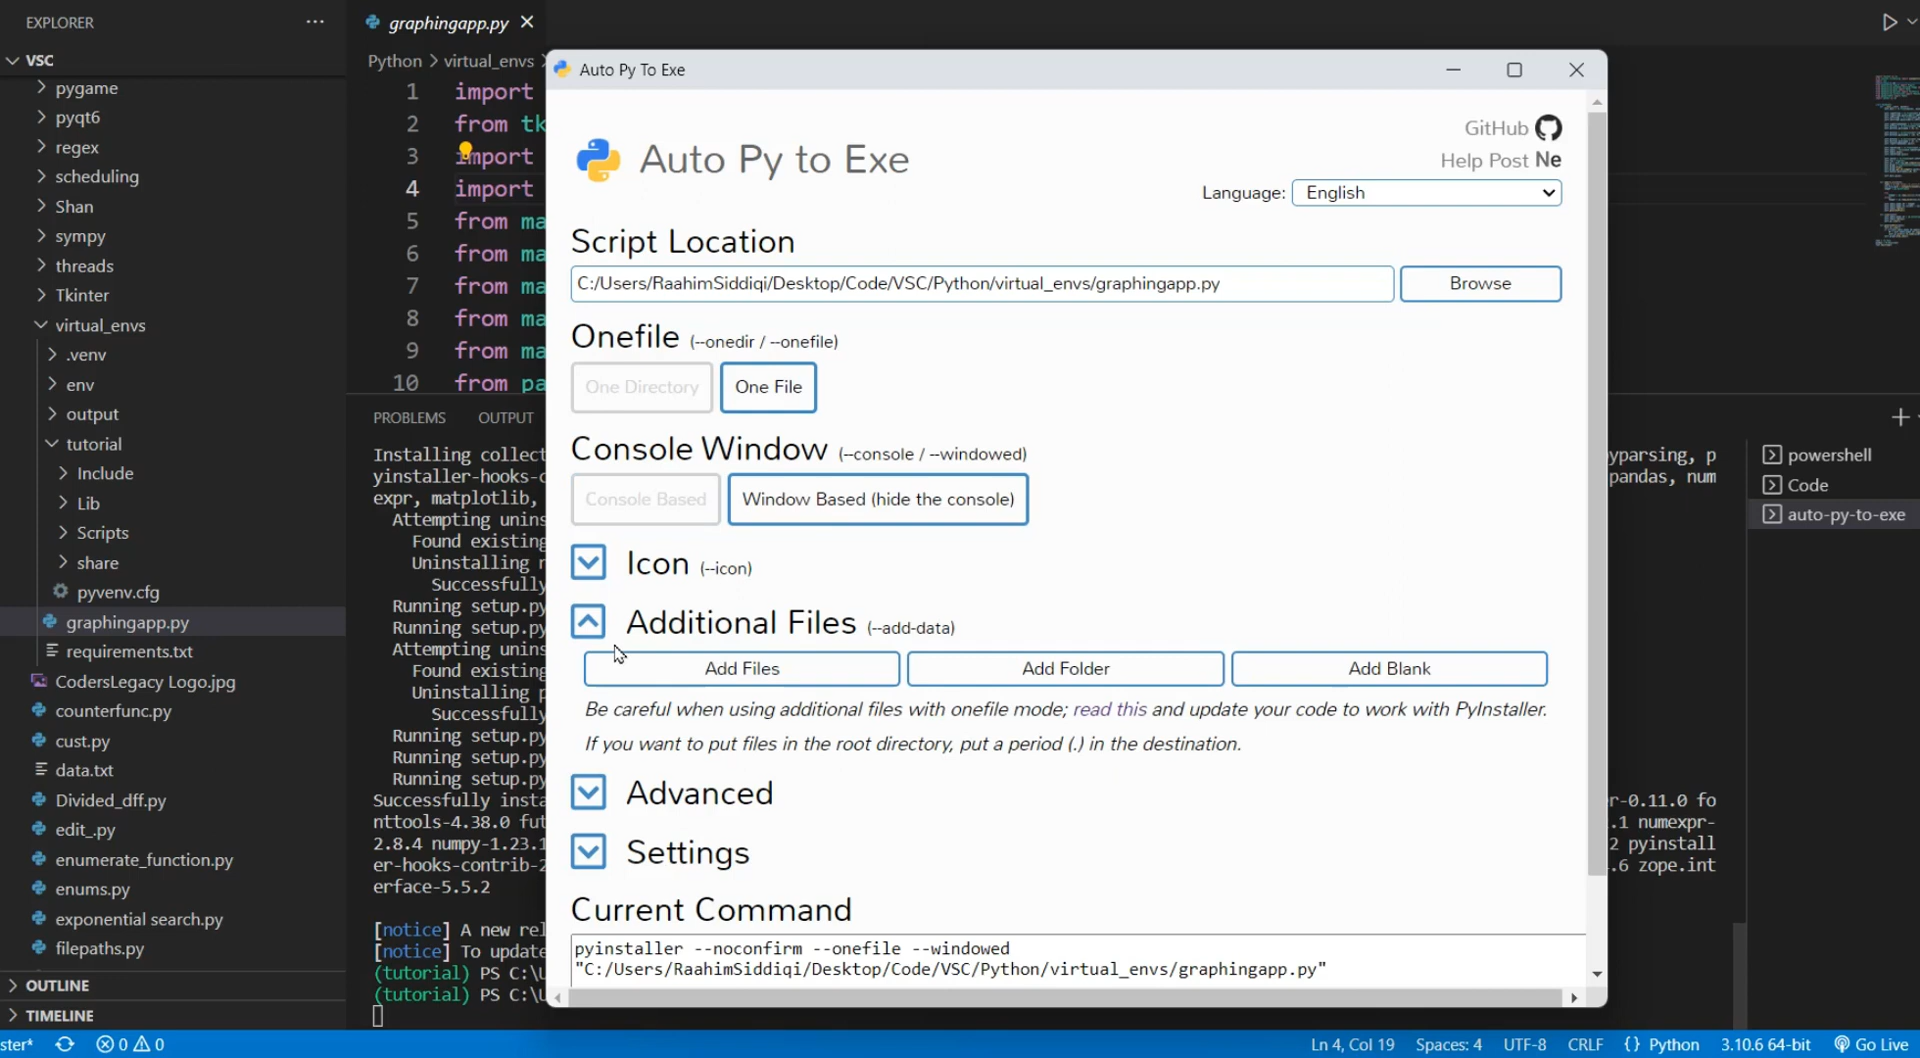 EXPLORER
VSC
pygame
pyqt6
regex
scheduling
Shan
sympy
threads
Tkinter
virtual_envs
.venv
env
output
tutorial
Include
Lib
Scripts
share
pyvenv.cfg
graphingapp.py
requirements.txt
CodersLegacy Logo.jpg
counterfunc.py
cust.py
data.txt
Divided_dff.py
edit_.py
enumerate_function.py
enums.py
exponential search.py
filepaths.py
OUTLINE
TIMELINE
graphingapp.py
Python > virtual_envs >
1 import
2 from tk
3 import
4 import
5 from ma
6 from ma
7 from ma
8 from ma
9 from ma
10 from pa
PROBLEMS OUTPUT
Installing collect
yinstaller-hooks-c
expr, matplotlib,
Attempting unins
Found existing
Uninstalling n
Successfully
Running setup.py
Running setup.py
Attempting unins
Found existing
Uninstalling p
Successfully
Running setup.py
Running setup.py
Running setup.py
Successfully insta
nttools-4.38.0 fut
2.8.4 numpy-1.23.1
er-hooks-contrib-2
erface-5.5.2
[notice] A new rel
[notice] To update
(tutorial) PS C:\U
(tutorial) PS C:\U
Auto Py To Exe
GitHub
Help Post Ne
Auto Py to Exe
Language: English
Script Location
C:/Users/RaahimSiddiqi/Desktop/Code/VSC/Python/virtual_envs/graphingapp.py
Browse
Onefile (--onedir / --onefile)
One Directory One File
Console Window (--console / --windowed)
Console Based Window Based (hide the console)
Icon (--icon)
Additional Files (--add-data)
Add Files Add Folder Add Blank
Be careful when using additional files with onefile mode; read this and update your code to work with PyInstaller.
If you want to put files in the root directory, put a period (.) in the destination.
Advanced
Settings
Current Command
pyinstaller --noconfirm --onefile --windowed
"C:/Users/RaahimSiddiqi/Desktop/Code/VSC/Python/virtual_envs/graphingapp.py"
yparsing, p
pandas, num
r-0.11.0 fo
.1 numexpr-
2 pyinstall
.6 zope.int
powershell
Code
auto-py-to-exe
ster* 0 0
Ln 4, Col 19 Spaces: 4 UTF-8 CRLF {} Python 3.10.6 64-bit Go Live